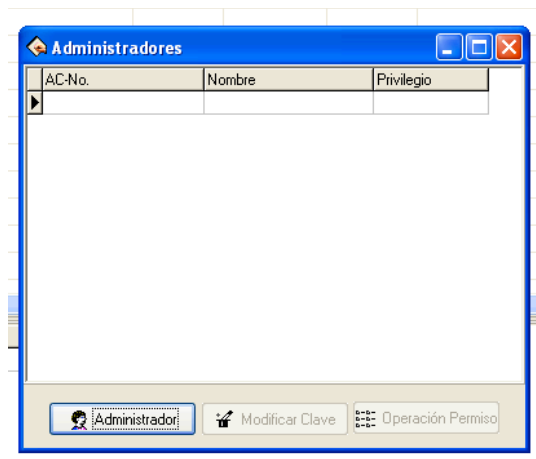 Administradores
AC-No. Nombre Privilegio
Administrador Modificar Clave Operación Permiso